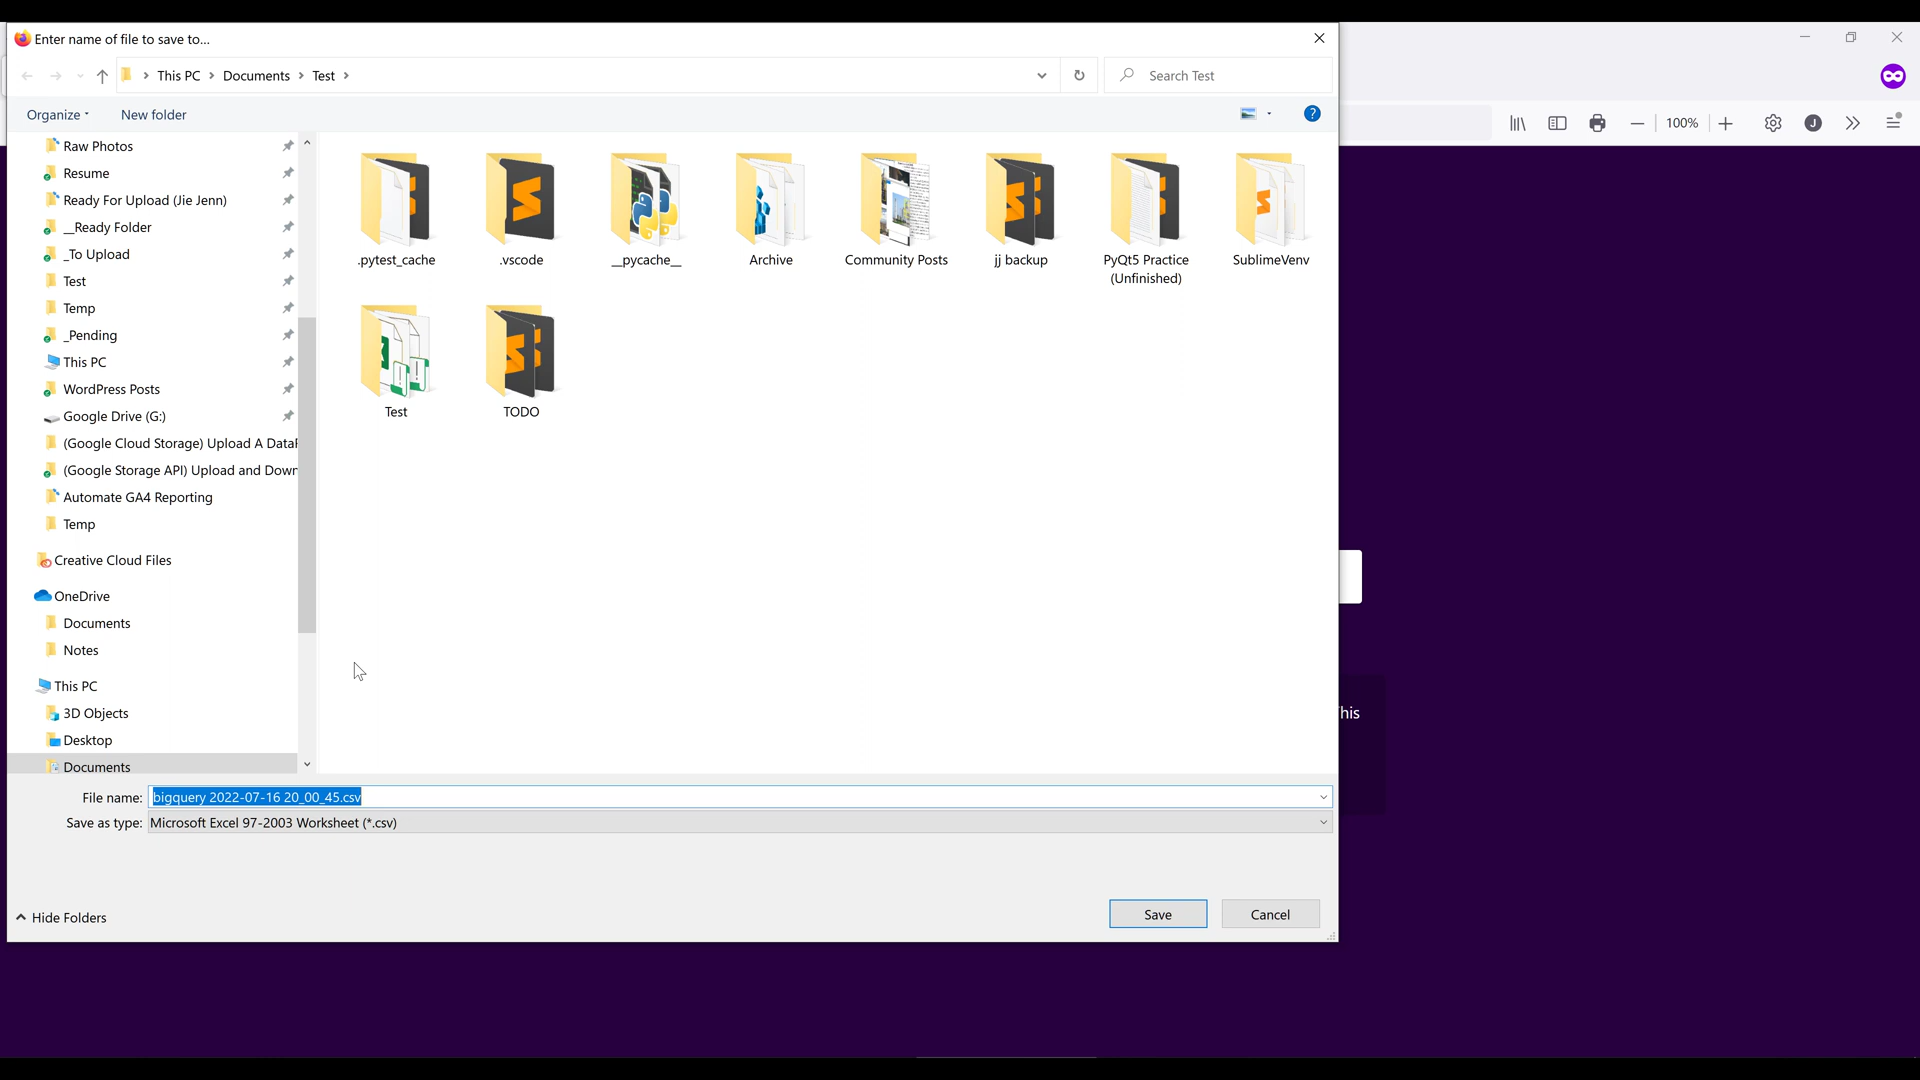 Enter name of file to save to...
This PC > Documents > Test >
Search Test
Organize
New folder
100%
J
Raw Photos
Resume
Ready For Upload (Jie Jenn)
__Ready Folder
_To Upload
Test
Temp
_Pending
This PC
WordPress Posts
Google Drive (G:)
(Google Cloud Storage) Upload A Data
(Google Storage API) Upload and Down
Automate GA4 Reporting
Temp
Creative Cloud Files
OneDrive
Documents
Notes
This PC
3D Objects
Desktop
Documents
.pytest_cache
.vscode
__pycache__
Archive
Community Posts
jj backup
PyQt5 Practice
(Unfinished)
SublimeVenv
Test
TODO
his
File name: bigquery 2022-07-16 20_00_45.csv
Save as type: Microsoft Excel 97-2003 Worksheet (*.csv)
Hide Folders
Save
Cancel